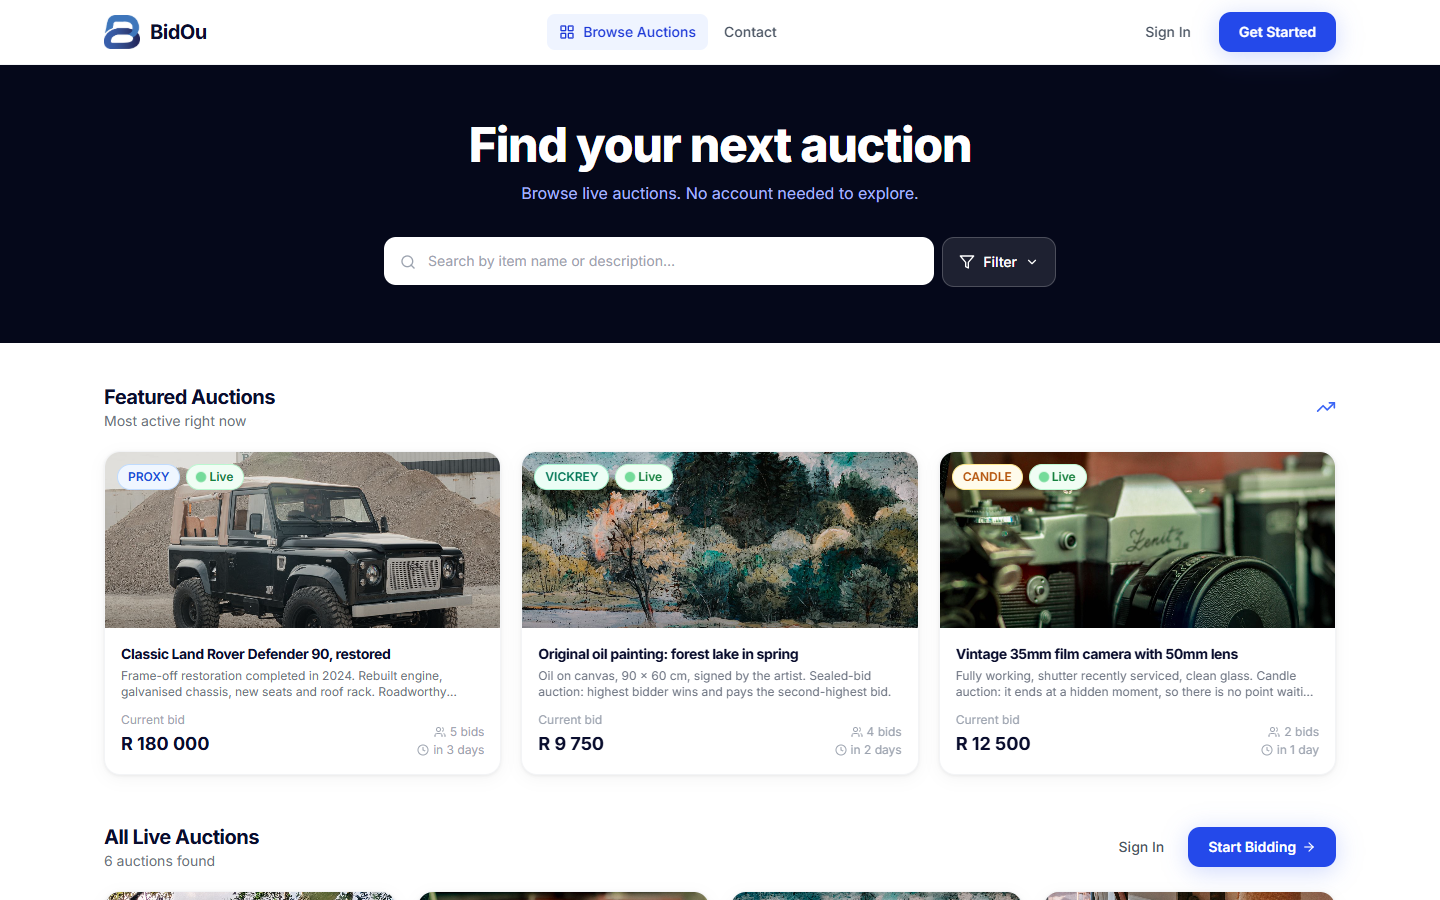 BidOu
Browse Auctions
Contact
Sign In
Get Started
Find your next auction
Browse live auctions. No account needed to explore.
Search by item name or description...
Filter
Featured Auctions
Most active right now
PROXY
Live
Classic Land Rover Defender 90, restored
Frame-off restoration completed in 2024. Rebuilt engine,
galvanised chassis, new seats and roof rack. Roadworthy...
Current bid
R 180 000
5 bids
in 3 days
VICKREY
Live
Original oil painting: forest lake in spring
Oil on canvas, 90 × 60 cm, signed by the artist. Sealed-bid
auction: highest bidder wins and pays the second-highest bid.
Current bid
R 9 750
4 bids
in 2 days
CANDLE
Live
Zenit
Vintage 35mm film camera with 50mm lens
Fully working, shutter recently serviced, clean glass. Candle
auction: it ends at a hidden moment, so there is no point waiti...
Current bid
R 12 500
2 bids
in 1 day
All Live Auctions
6 auctions found
Sign In
Start Bidding